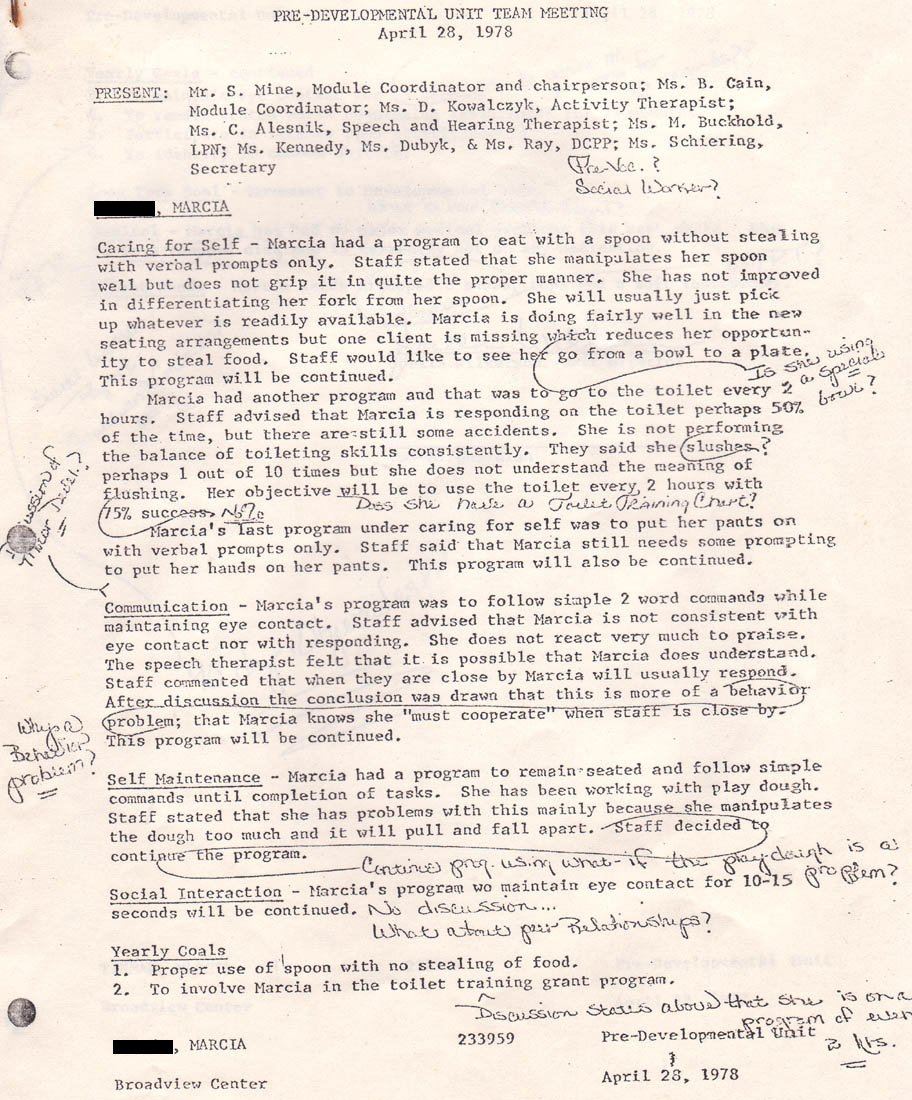 PRE-DEVELOPMENTAL UNIT TEAM MEETING
April 28, 1978
PRESENT: Mr. S. Mine, Module Coordinator and chairperson; Ms. B. Cain,
Module Coordinator; Ms. D. Kowalczyk, Activity Therapist;
Ms. C. Alesnik, Speech and Hearing Therapist; Ms. M. Buckhold,
LPN; Ms. Kennedy, Ms. Dubyk, & Ms. Ray, DCPP; Ms. Schiering,
Secretary
Pre-Voc.?
Social Worker?
, MARCIA
Caring for Self - Marcia had a program to eat with a spoon without stealing
with verbal prompts only. Staff stated that she manipulates her spoon
well but does not grip it in quite the proper manner. She has not improved
in differentiating her fork from her spoon. She will usually just pick
up whatever is readily available. Marcia is doing fairly well in the new
seating arrangements but one client is missing which reduces her opportun-
ity to steal food. Staff would like to see her go from a bowl to a plate.
This program will be continued.
Is she using a special bowl?
Marcia had another program and that was to go to the toilet every 2
hours. Staff advised that Marcia is responding on the toilet perhaps 50%
of the time, but there are still some accidents. She is not performing
the balance of toileting skills consistently. They said she slushes ?
perhaps 1 out of 10 times but she does not understand the meaning of
flushing. Her objective will be to use the toilet every 2 hours with
75% success. Does she have a Toilet Training Chart?
Marcia's last program under caring for self was to put her pants on
with verbal prompts only. Staff said that Marcia still needs some prompting
to put her hands on her pants. This program will also be continued.
Communication - Marcia's program was to follow simple 2 word commands while
maintaining eye contact. Staff advised that Marcia is not consistent with
eye contact nor with responding. She does not react very much to praise.
The speech therapist felt that it is possible that Marcia does understand.
Staff commented that when they are close by Marcia will usually respond.
After discussion the conclusion was drawn that this is more of a behavior
problem; that Marcia knows she "must cooperate" when staff is close by.
This program will be continued.
Why a
Behavior
problem?
Self Maintenance - Marcia had a program to remain seated and follow simple
commands until completion of tasks. She has been working with play dough.
Staff stated that she has problems with this mainly because she manipulates
the dough too much and it will pull and fall apart. Staff decided to
continue the program.
Continue prog. using what - if the play-dough is a problem?
Social Interaction - Marcia's program wo maintain eye contact for 10-15
seconds will be continued. No discussion...
What about peer Relationships?
Yearly Goals
1. Proper use of spoon with no stealing of food.
2. To involve Marcia in the toilet training grant program.
Discussion states above that she is on a
program of every
2 hrs.
, MARCIA 233959 Pre-Developmental Unit
Broadview Center April 28, 1978